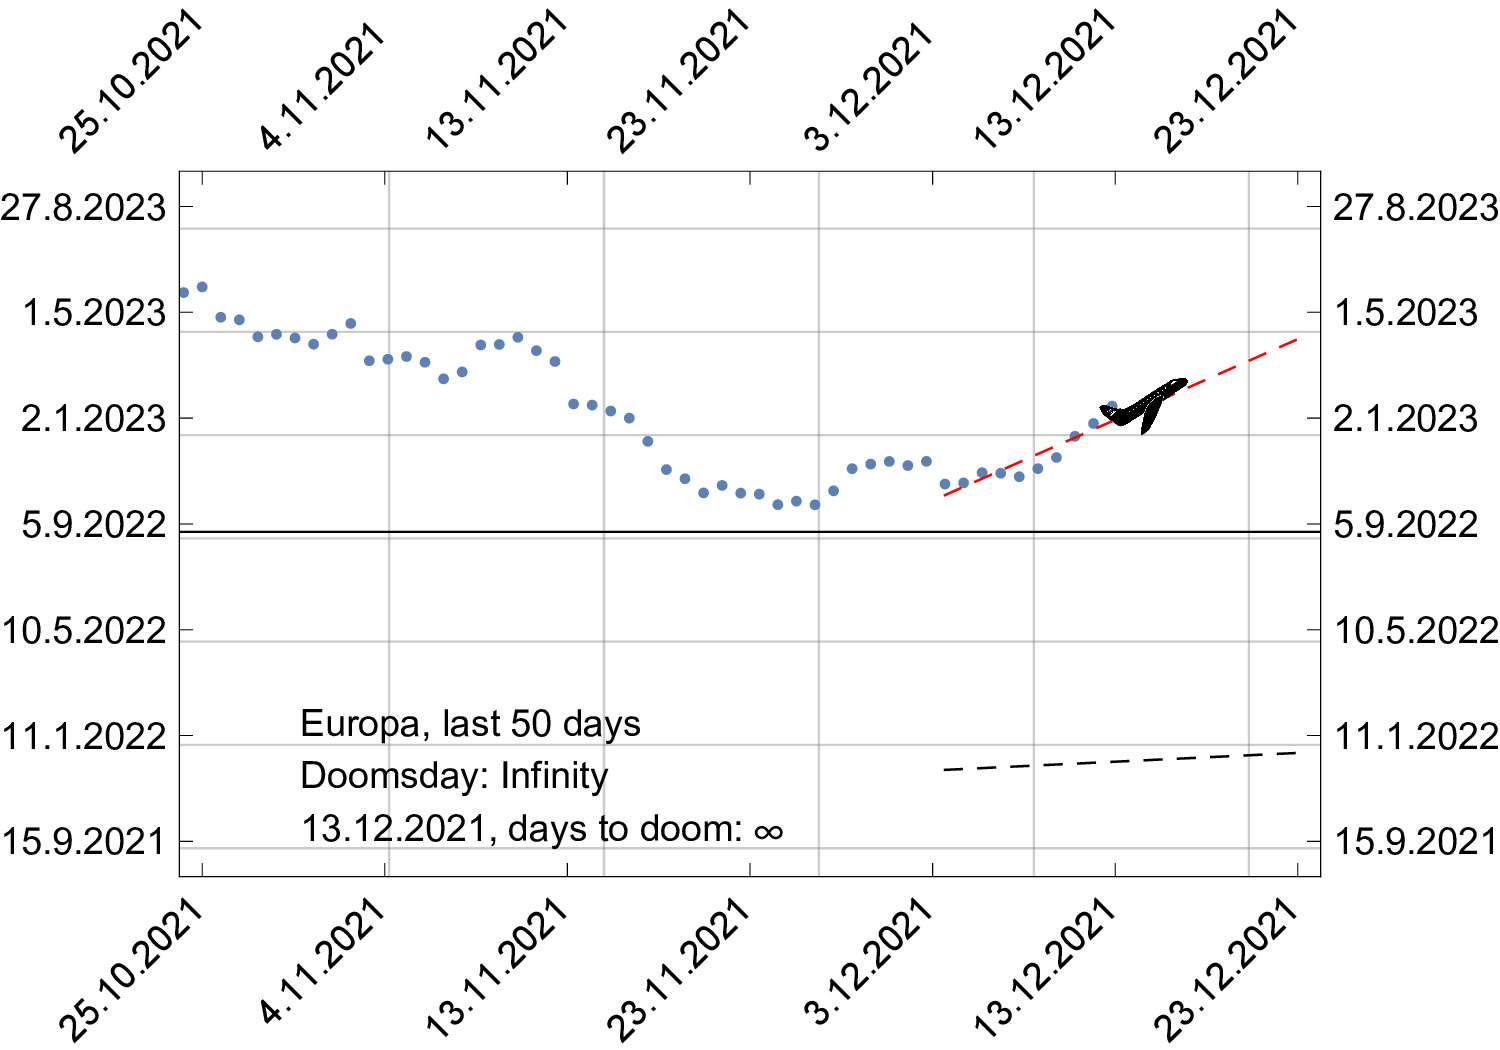 25.10.2021 4.11.2021 13.11.2021 23.11.2021 3.12.2021 13.12.2021 23.12.2021
27.8.2023 27.8.2023
1.5.2023 1.5.2023
2.1.2023 2.1.2023
5.9.2022 5.9.2022
10.5.2022 10.5.2022
Europa, last 50 days
11.1.2022 11.1.2022
Doomsday: Infinity
13.12.2021, days to doom: ∞
15.9.2021 15.9.2021
25.10.2021 4.11.2021 13.11.2021 23.11.2021 3.12.2021 13.12.2021 23.12.2021